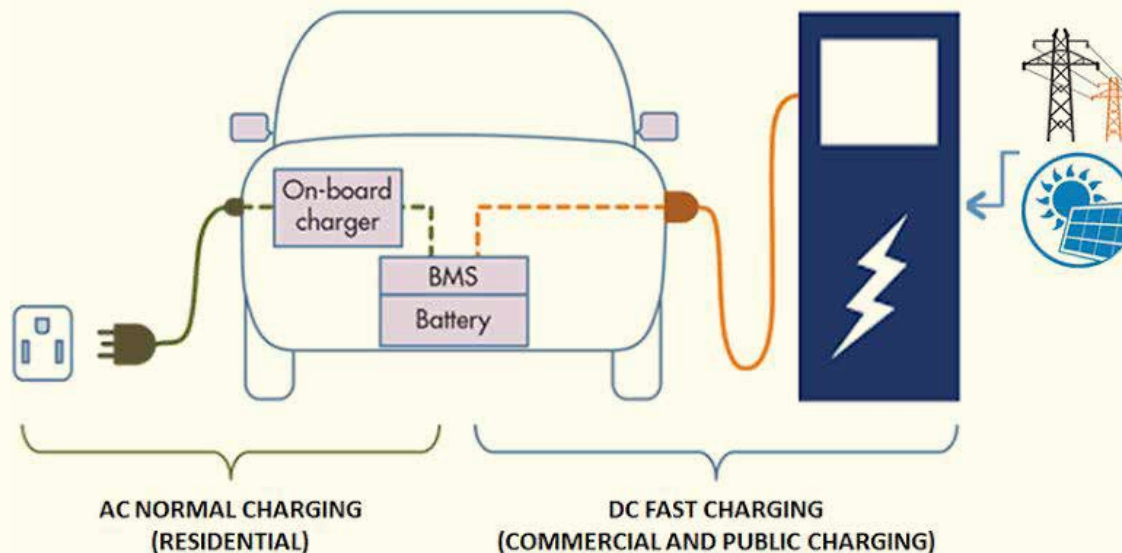 On-board
charger
BMS
Battery
AC NORMAL CHARGING
(RESIDENTIAL)
DC FAST CHARGING
(COMMERCIAL AND PUBLIC CHARGING)